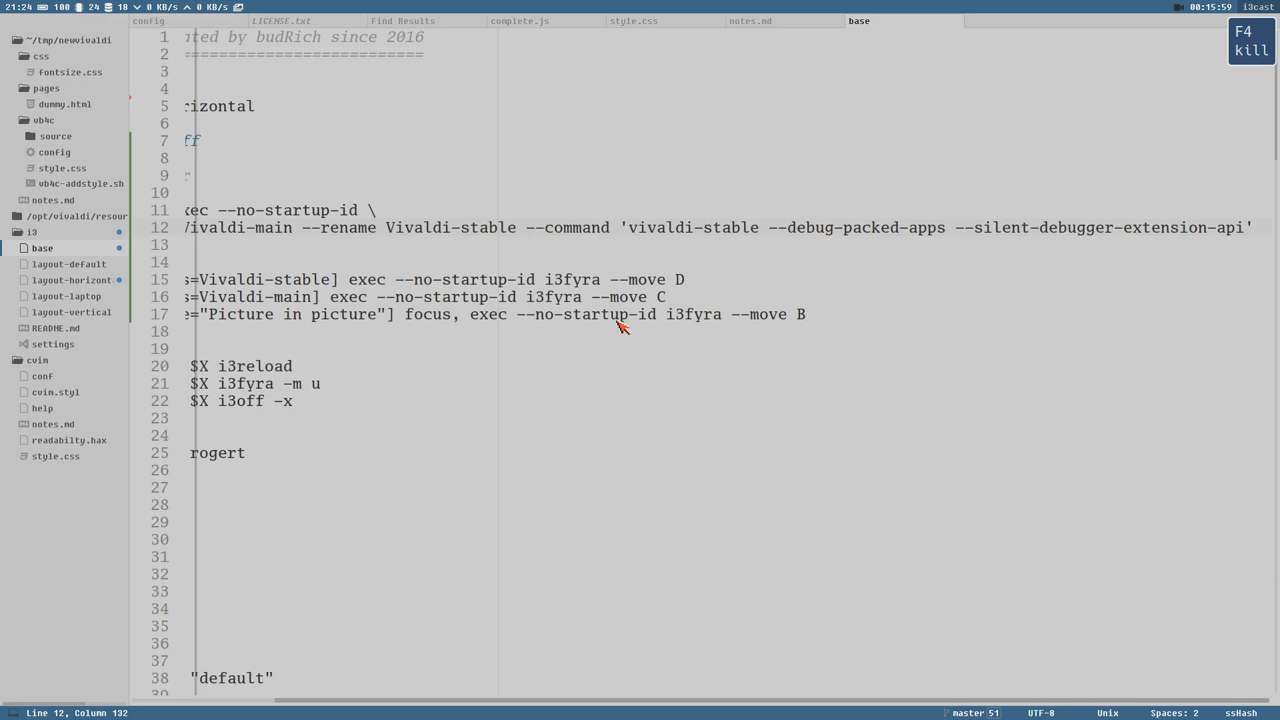 21:24 100 24 18 0 KB/s 0 KB/s 00:15:59 i3cast
config LICENSE.txt Find Results complete.js style.css notes.md base
F4
kill
~/tmp/newvivaldi
css
fontsize.css
pages
dummy.html
vb4c
source
config
style.css
vb4c-addstyle.sh
notes.md
/opt/vivaldi/resour
i3
base
layout-default
layout-horizont
layout-laptop
layout-vertical
README.md
settings
cvim
conf
cvim.styl
help
notes.md
readabilty.hax
style.css
1 ated by budRich since 2016
2 =========================
3
4
5 rizontal
6
7 ff
8
9 r
10
11 xec --no-startup-id \
12 Vivaldi-main --rename Vivaldi-stable --command 'vivaldi-stable --debug-packed-apps --silent-debugger-extension-api'
13
14
15 s=Vivaldi-stable] exec --no-startup-id i3fyra --move D
16 s=Vivaldi-main] exec --no-startup-id i3fyra --move C
17 e="Picture in picture"] focus, exec --no-startup-id i3fyra --move B
18
19
20 $X i3reload
21 $X i3fyra -m u
22 $X i3off -x
23
24
25 rogert
26
27
28
29
30
31
32
33
34
35
36
37
38 "default"
39
Line 12, Column 132 master 51 UTF-8 Unix Spaces: 2 ssHash